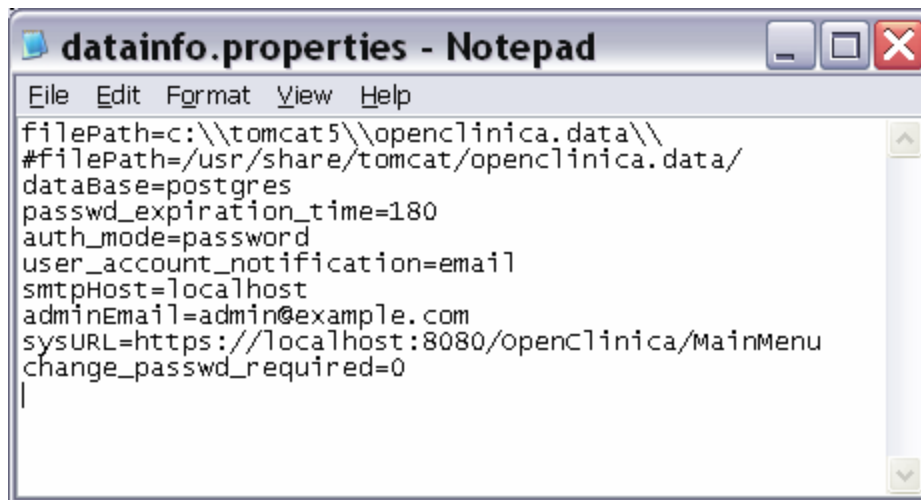 datainfo.properties - Notepad
File Edit Format View Help
filePath=c:\\tomcat5\\openclinica.data\\
#filePath=/usr/share/tomcat/openclinica.data/
dataBase=postgres
passwd_expiration_time=180
auth_mode=password
user_account_notification=email
smtpHost=localhost
adminEmail=admin@example.com
sysURL=https://localhost:8080/OpenClinica/MainMenu
change_passwd_required=0